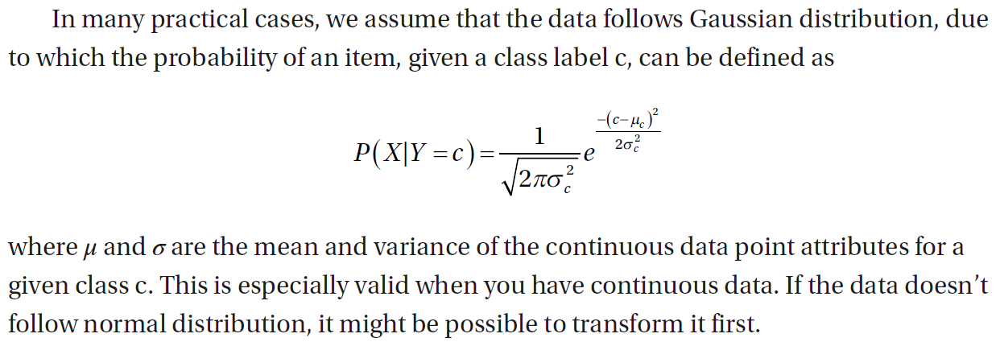 In many practical cases, we assume that the data follows Gaussian distribution, due
to which the probability of an item, given a class label c, can be defined as
P(X|Y = c) = \frac{1}{\sqrt{2\pi\sigma_c^2}} e^{\frac{-(c-\mu_c)^2}{2\sigma_c^2}}
where μ and σ are the mean and variance of the continuous data point attributes for a
given class c. This is especially valid when you have continuous data. If the data doesn’t
follow normal distribution, it might be possible to transform it first.